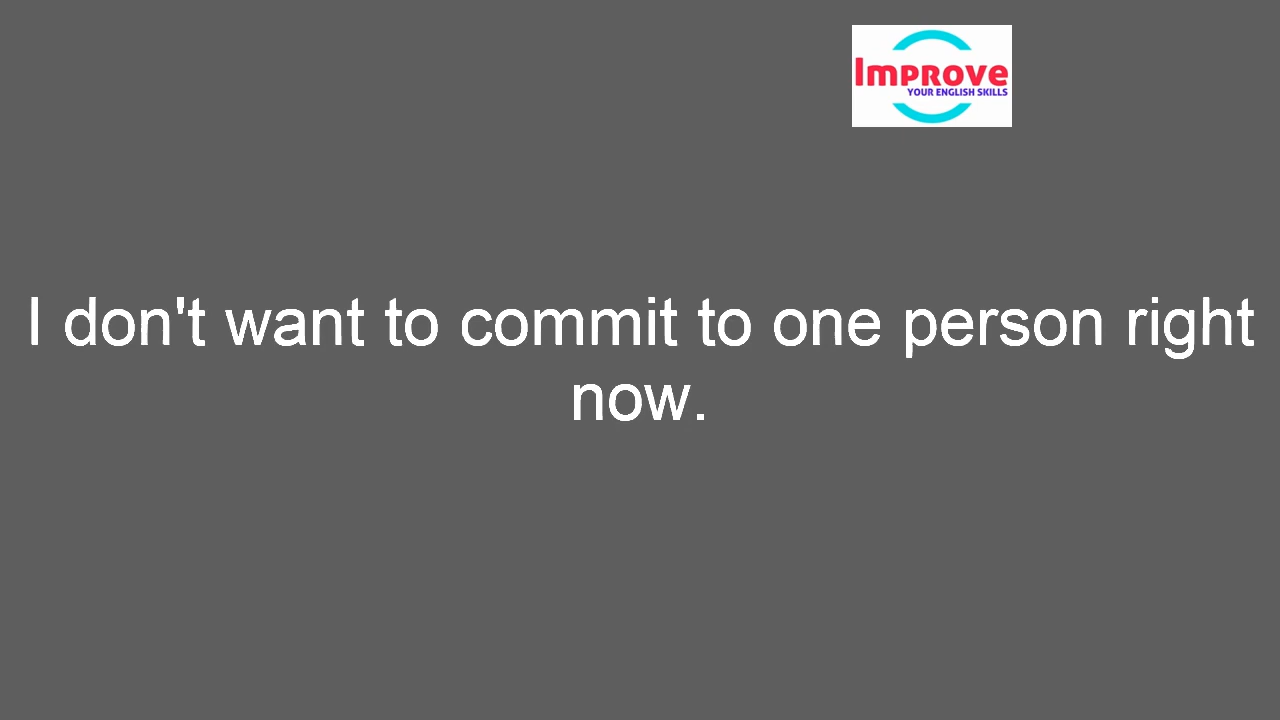 Improve
YOUR ENGLISH SKILLS
I don't want to commit to one person right
now.